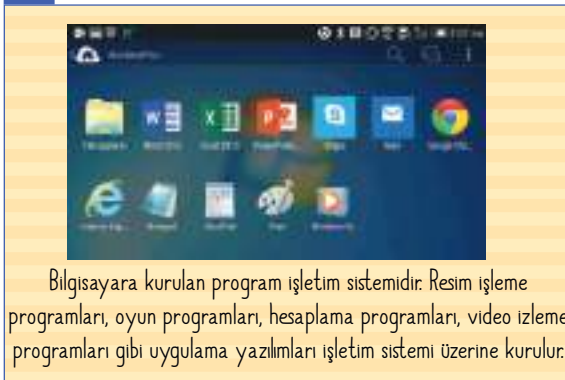 Bilgisayara kurulan program işletim sistemidir. Resim işleme
programları, oyun programları, hesaplama programları, video izleme
programları gibi uygulama yazılımları işletim sistemi üzerine kurulur.